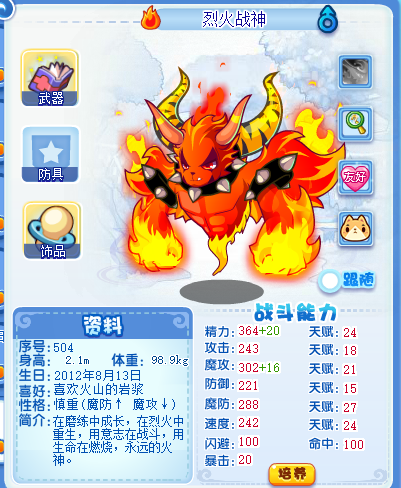 烈火战神
武器
防具
饰品
友好
跟随
资料
序号:504
身高: 2.1m 体重: 98.9kg
生日:2012年8月13日
喜好:喜欢火山的岩浆
性格:慎重(魔防↑ 魔攻↓)
简介:在磨练中成长，在烈火中
重生，用意志在战斗，用
生命在燃烧，永远的火
神。
战斗能力
精力:364+20 天赋:24
攻击:243 天赋:18
魔攻:302+16 天赋:21
防御:221 天赋:15
魔防:288 天赋:27
速度:242 天赋:24
闪避:100 命中:100
暴击:20
培养